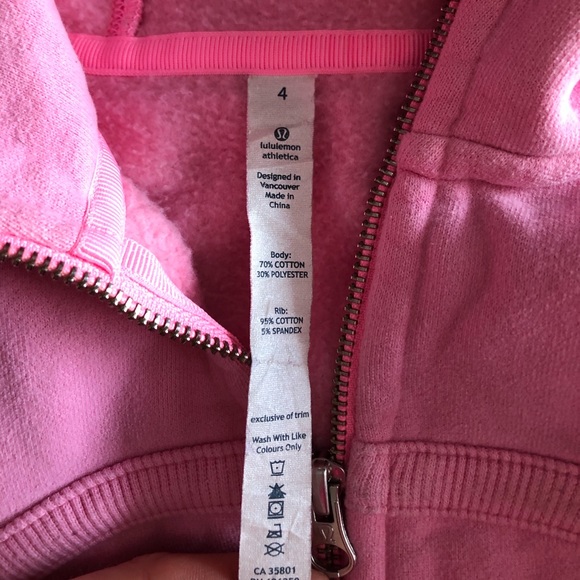 4
lululemon
athletica
Designed in
Vancouver
Made in
China
Body:
70% COTTON
30% POLYESTER
Rib:
95% COTTON
5% SPANDEX
exclusive of trim
Wash With Like
Colours Only
CA 35801